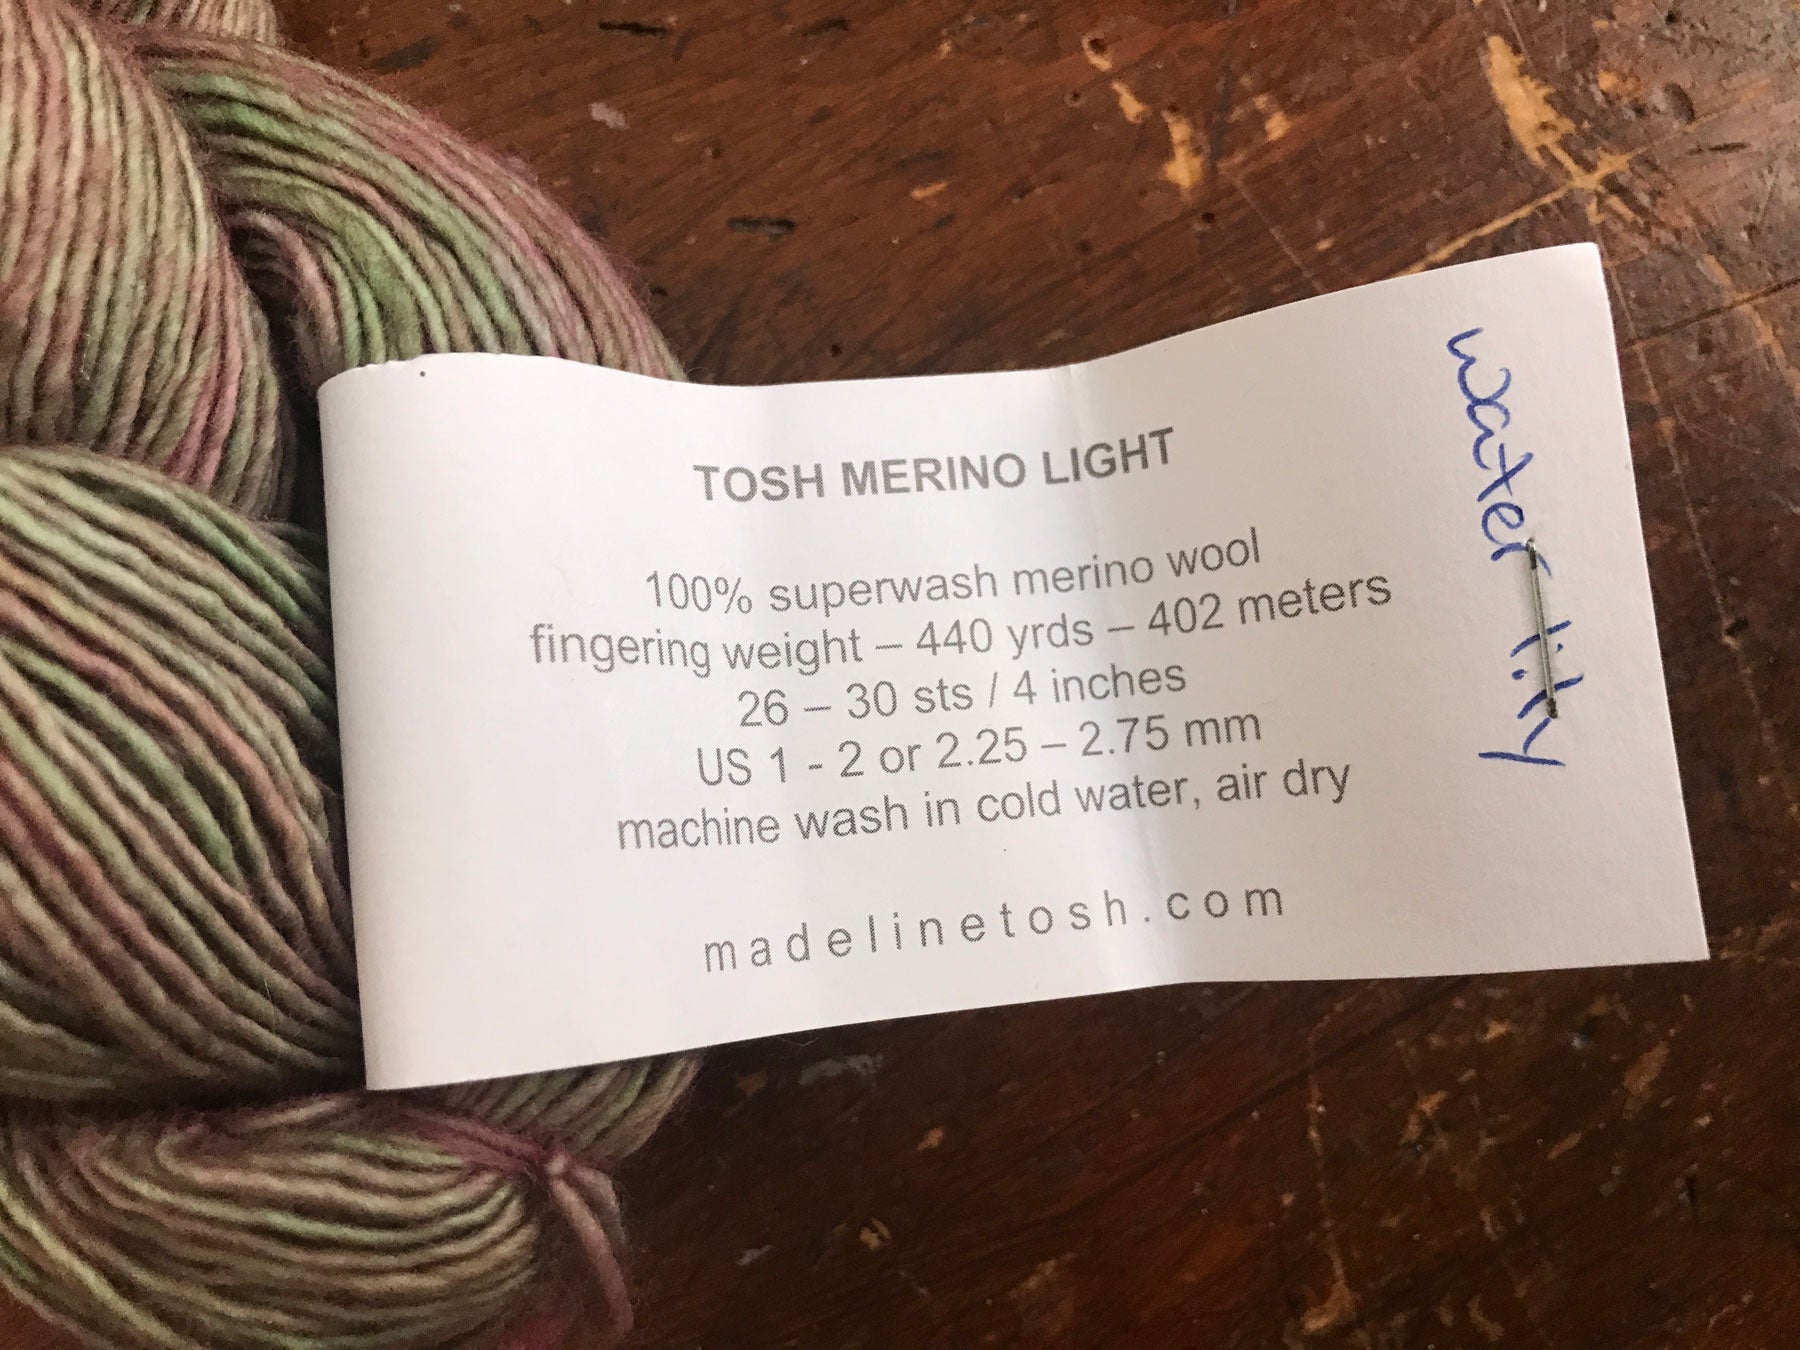 TOSH MERINO LIGHT
100% superwash merino wool
fingering weight – 440 yrds – 402 meters
26 – 30 sts / 4 inches
US 1 - 2 or 2.25 – 2.75 mm
machine wash in cold water, air dry
madelinetosh.com
water lily